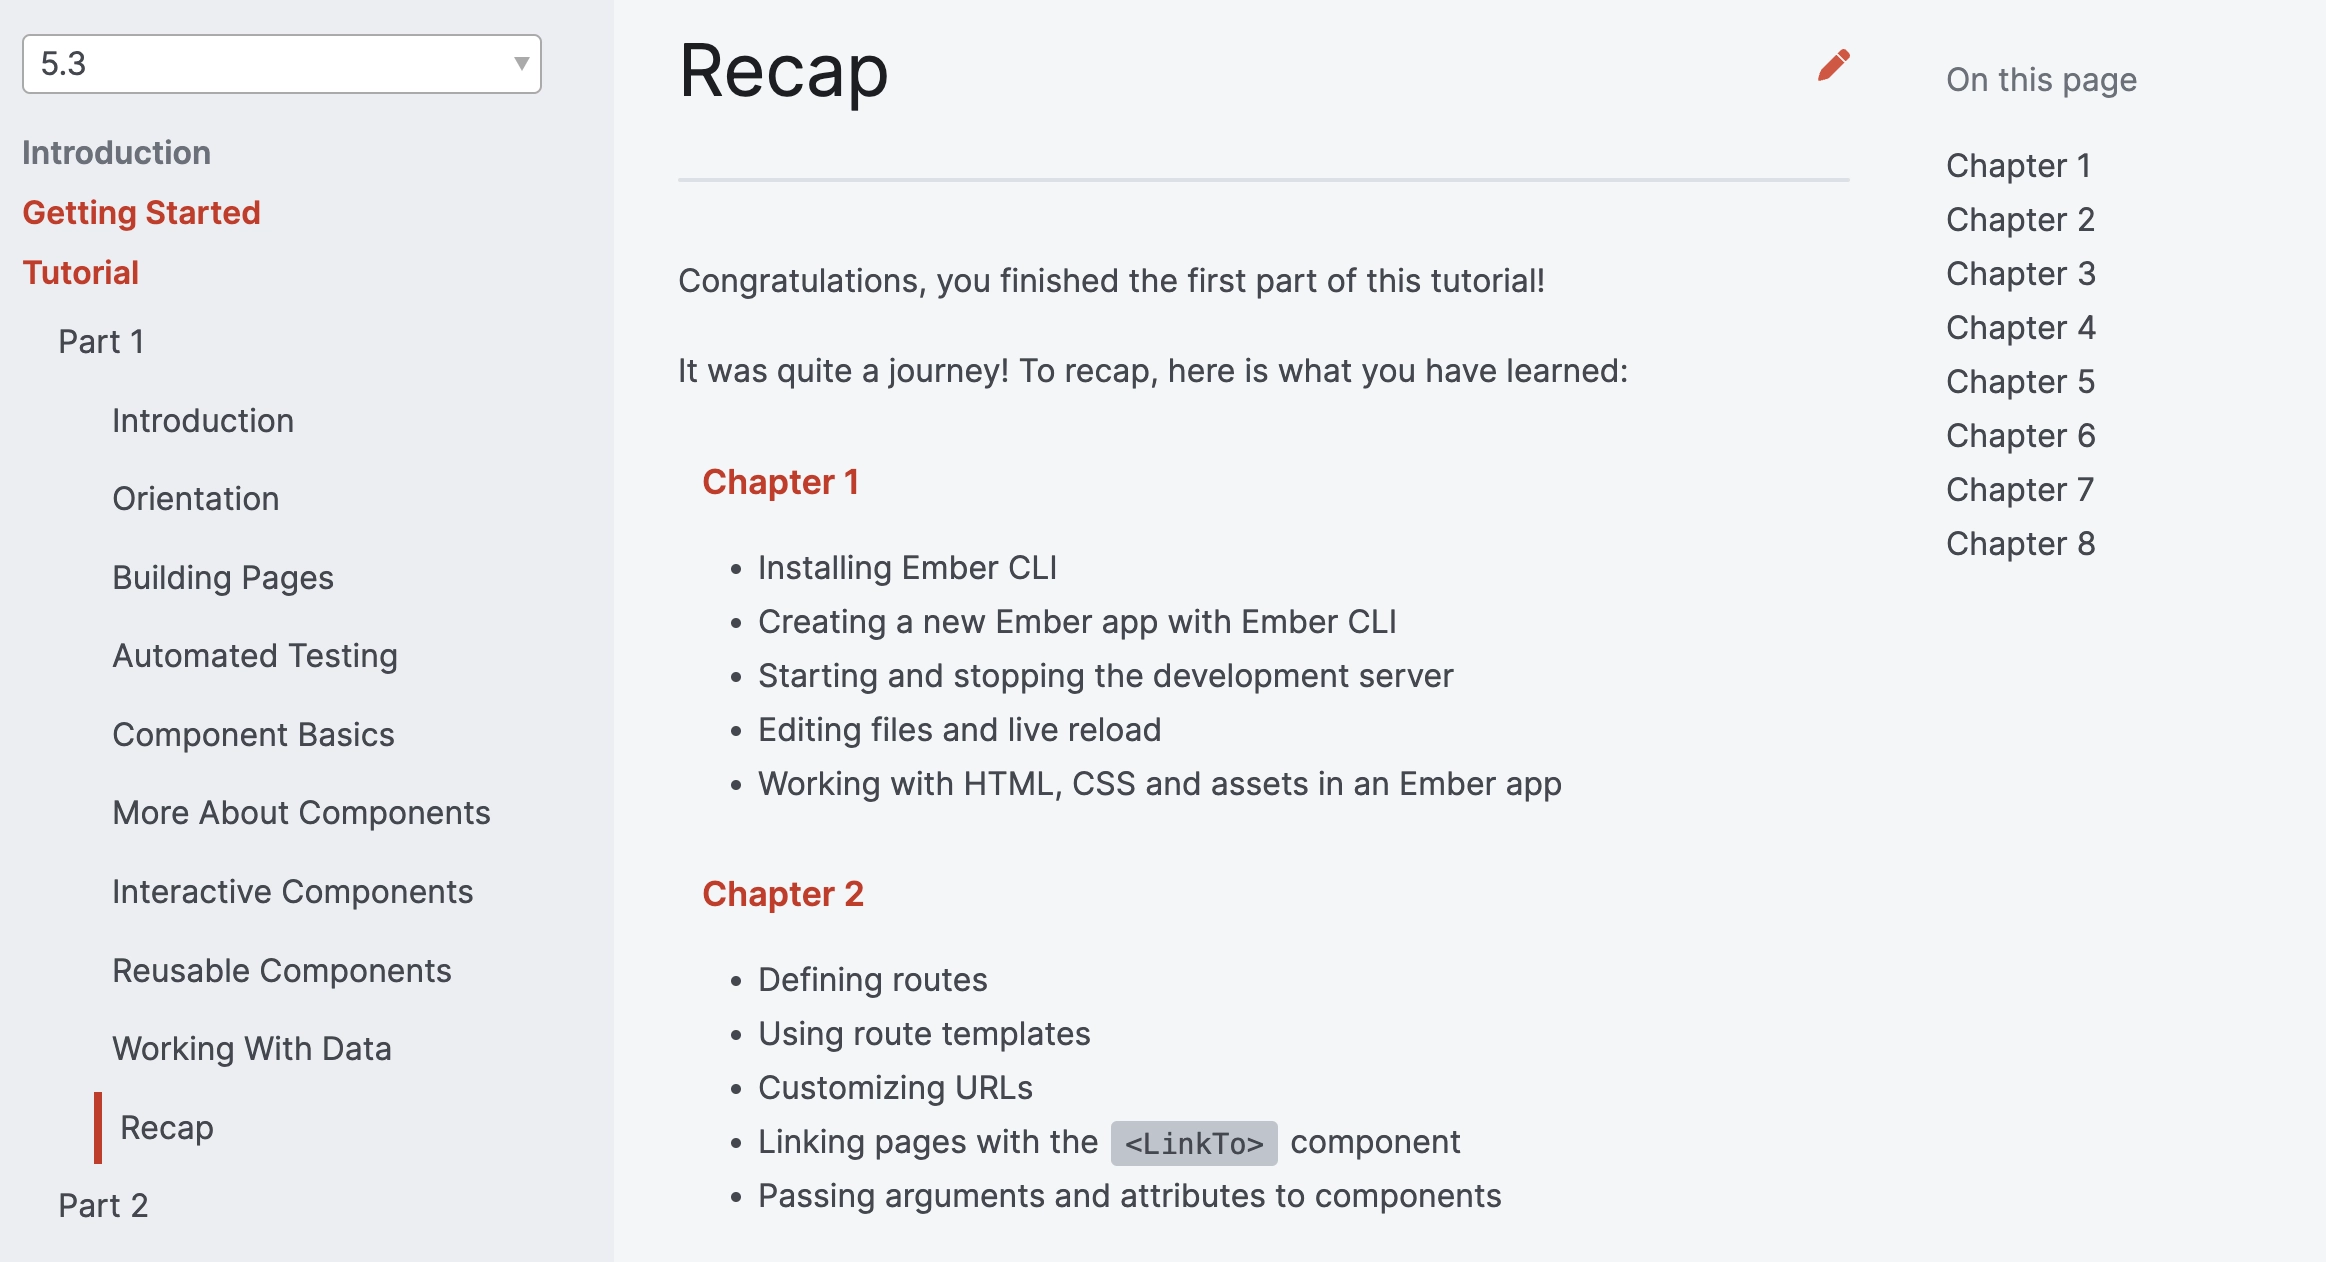 5.3
Introduction
Getting Started
Tutorial
Part 1
Introduction
Orientation
Building Pages
Automated Testing
Component Basics
More About Components
Interactive Components
Reusable Components
Working With Data
Recap
Part 2
Recap
Congratulations, you finished the first part of this tutorial!
It was quite a journey! To recap, here is what you have learned:
Chapter 1
• Installing Ember CLI
• Creating a new Ember app with Ember CLI
• Starting and stopping the development server
• Editing files and live reload
• Working with HTML, CSS and assets in an Ember app
Chapter 2
• Defining routes
• Using route templates
• Customizing URLs
• Linking pages with the <LinkTo> component
• Passing arguments and attributes to components
On this page
Chapter 1
Chapter 2
Chapter 3
Chapter 4
Chapter 5
Chapter 6
Chapter 7
Chapter 8